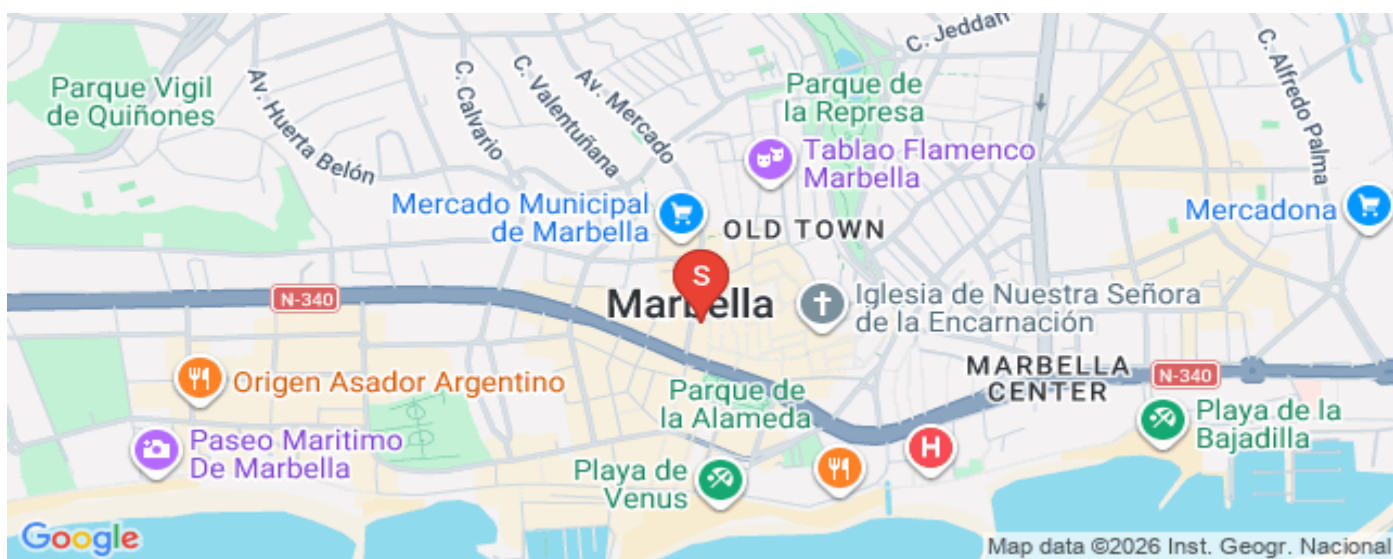 C. Jeddah
Parque Vigil
de Quiñones
Av. Huerta Belón
C. Calvario
C. Valentuñana
Av. Mercado
Parque de
la Represa
C. Alfredo Palma
Tablao Flamenco
Marbella
Mercado Municipal
de Marbella
OLD TOWN
Mercadona
S
N-340
Marbella
Iglesia de Nuestra Señora
de la Encarnación
Origen Asador Argentino
Parque de
la Alameda
MARBELLA
CENTER
N-340
Paseo Maritimo
De Marbella
Playa de
Venus
H
Playa de la
Bajadilla
Google
Map data ©2026 Inst. Geogr. Nacional